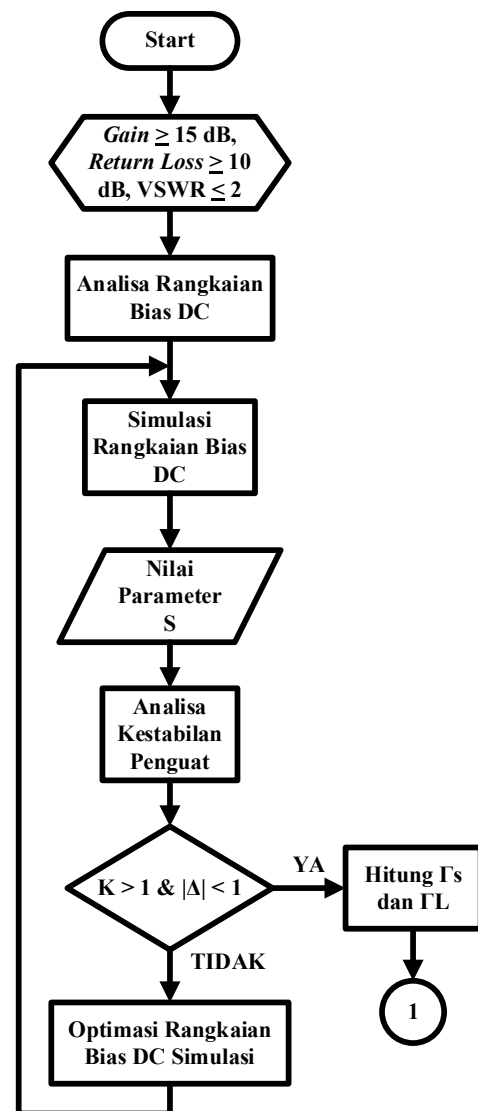 Start
Gain ≥ 15 dB,
Return Loss ≥ 10
dB, VSWR ≤ 2
Analisa Rangkaian
Bias DC
Simulasi
Rangkaian Bias
DC
Nilai
Parameter
S
Analisa
Kestabilan
Penguat
K > 1 & |Δ| < 1
YA
Hitung Γs
dan ΓL
1
TIDAK
Optimasi Rangkaian
Bias DC Simulasi